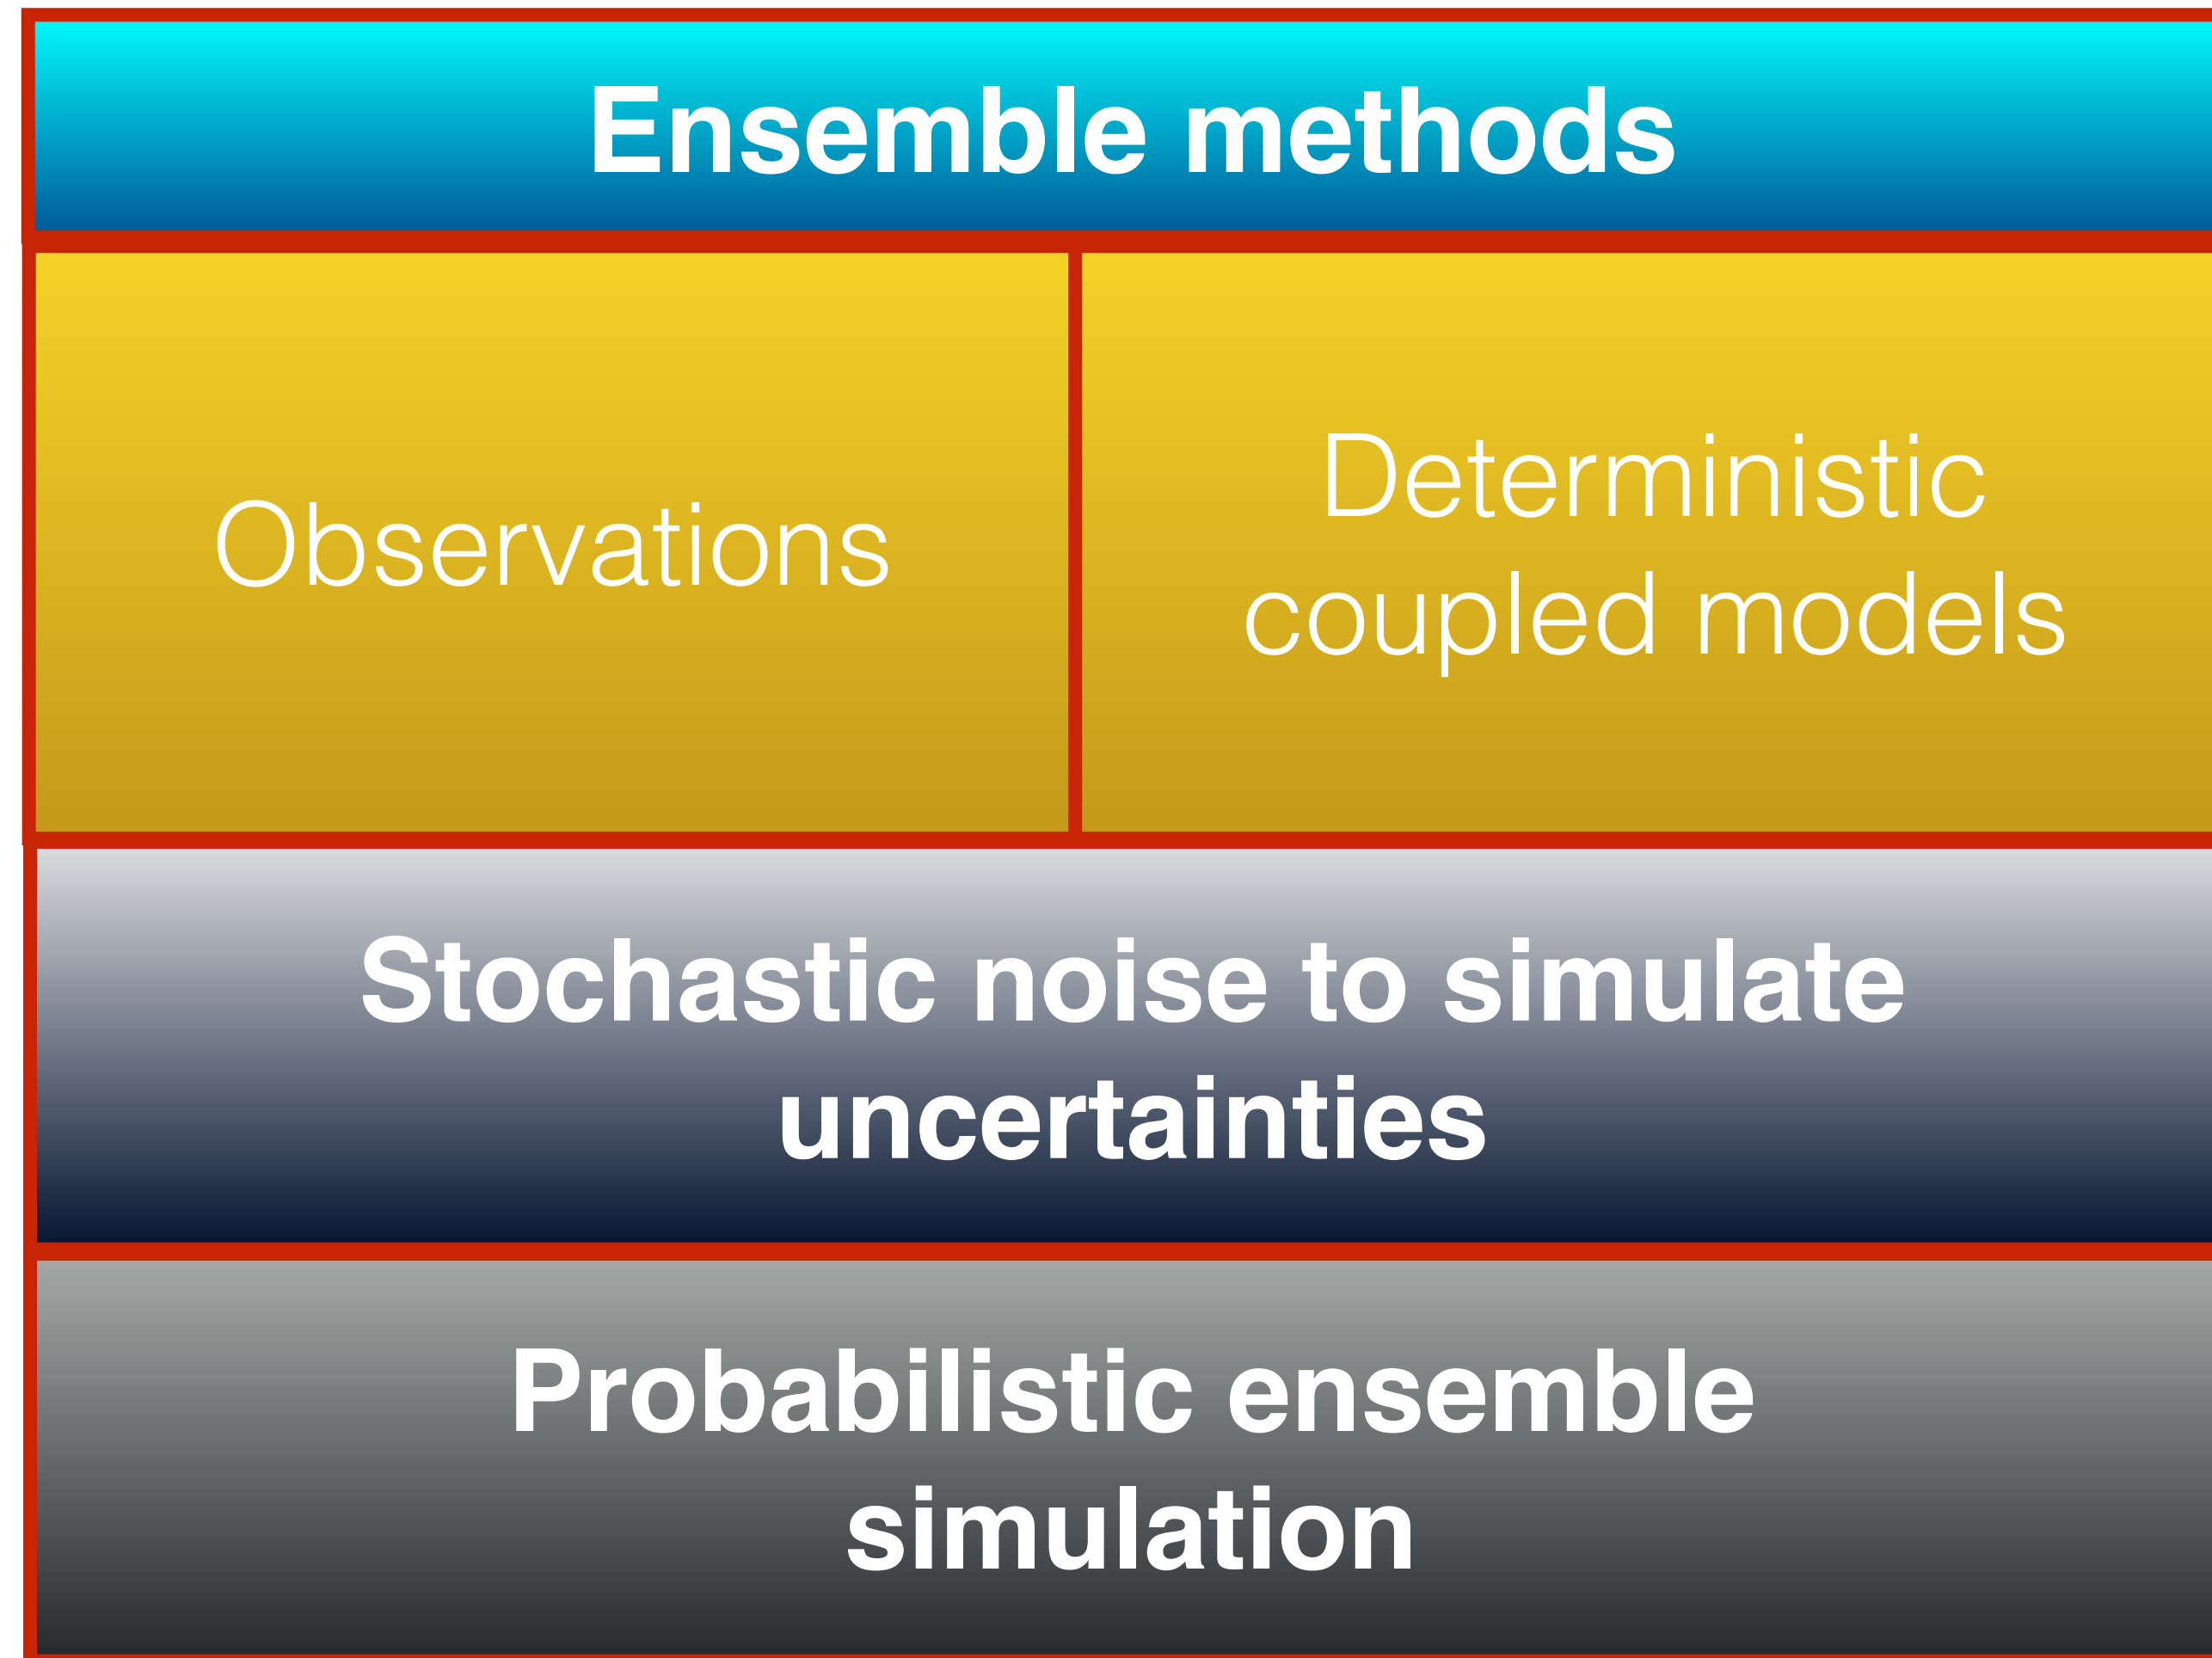 Ensemble methods
Observations
Deterministic
coupled models
Stochastic noise to simulate
uncertainties
Probabilistic ensemble
simulation